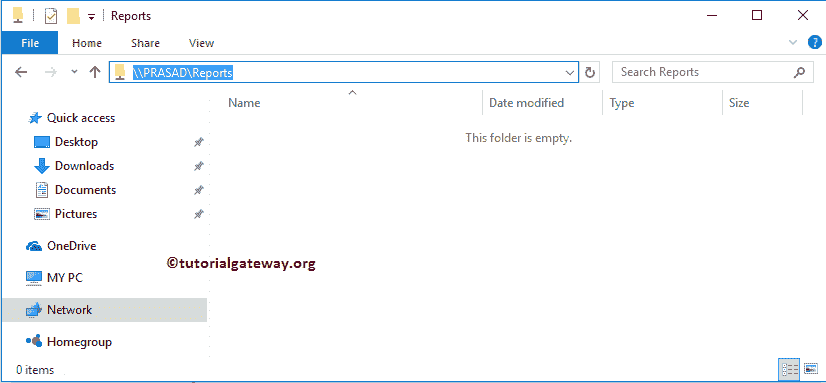 Reports
File Home Share View
\\PRASAD\Reports
Search Reports
Name Date modified Type Size
This folder is empty.
Quick access
Desktop
Downloads
Documents
Pictures
OneDrive
©tutorialgateway.org
MY PC
Network
Homegroup
0 items